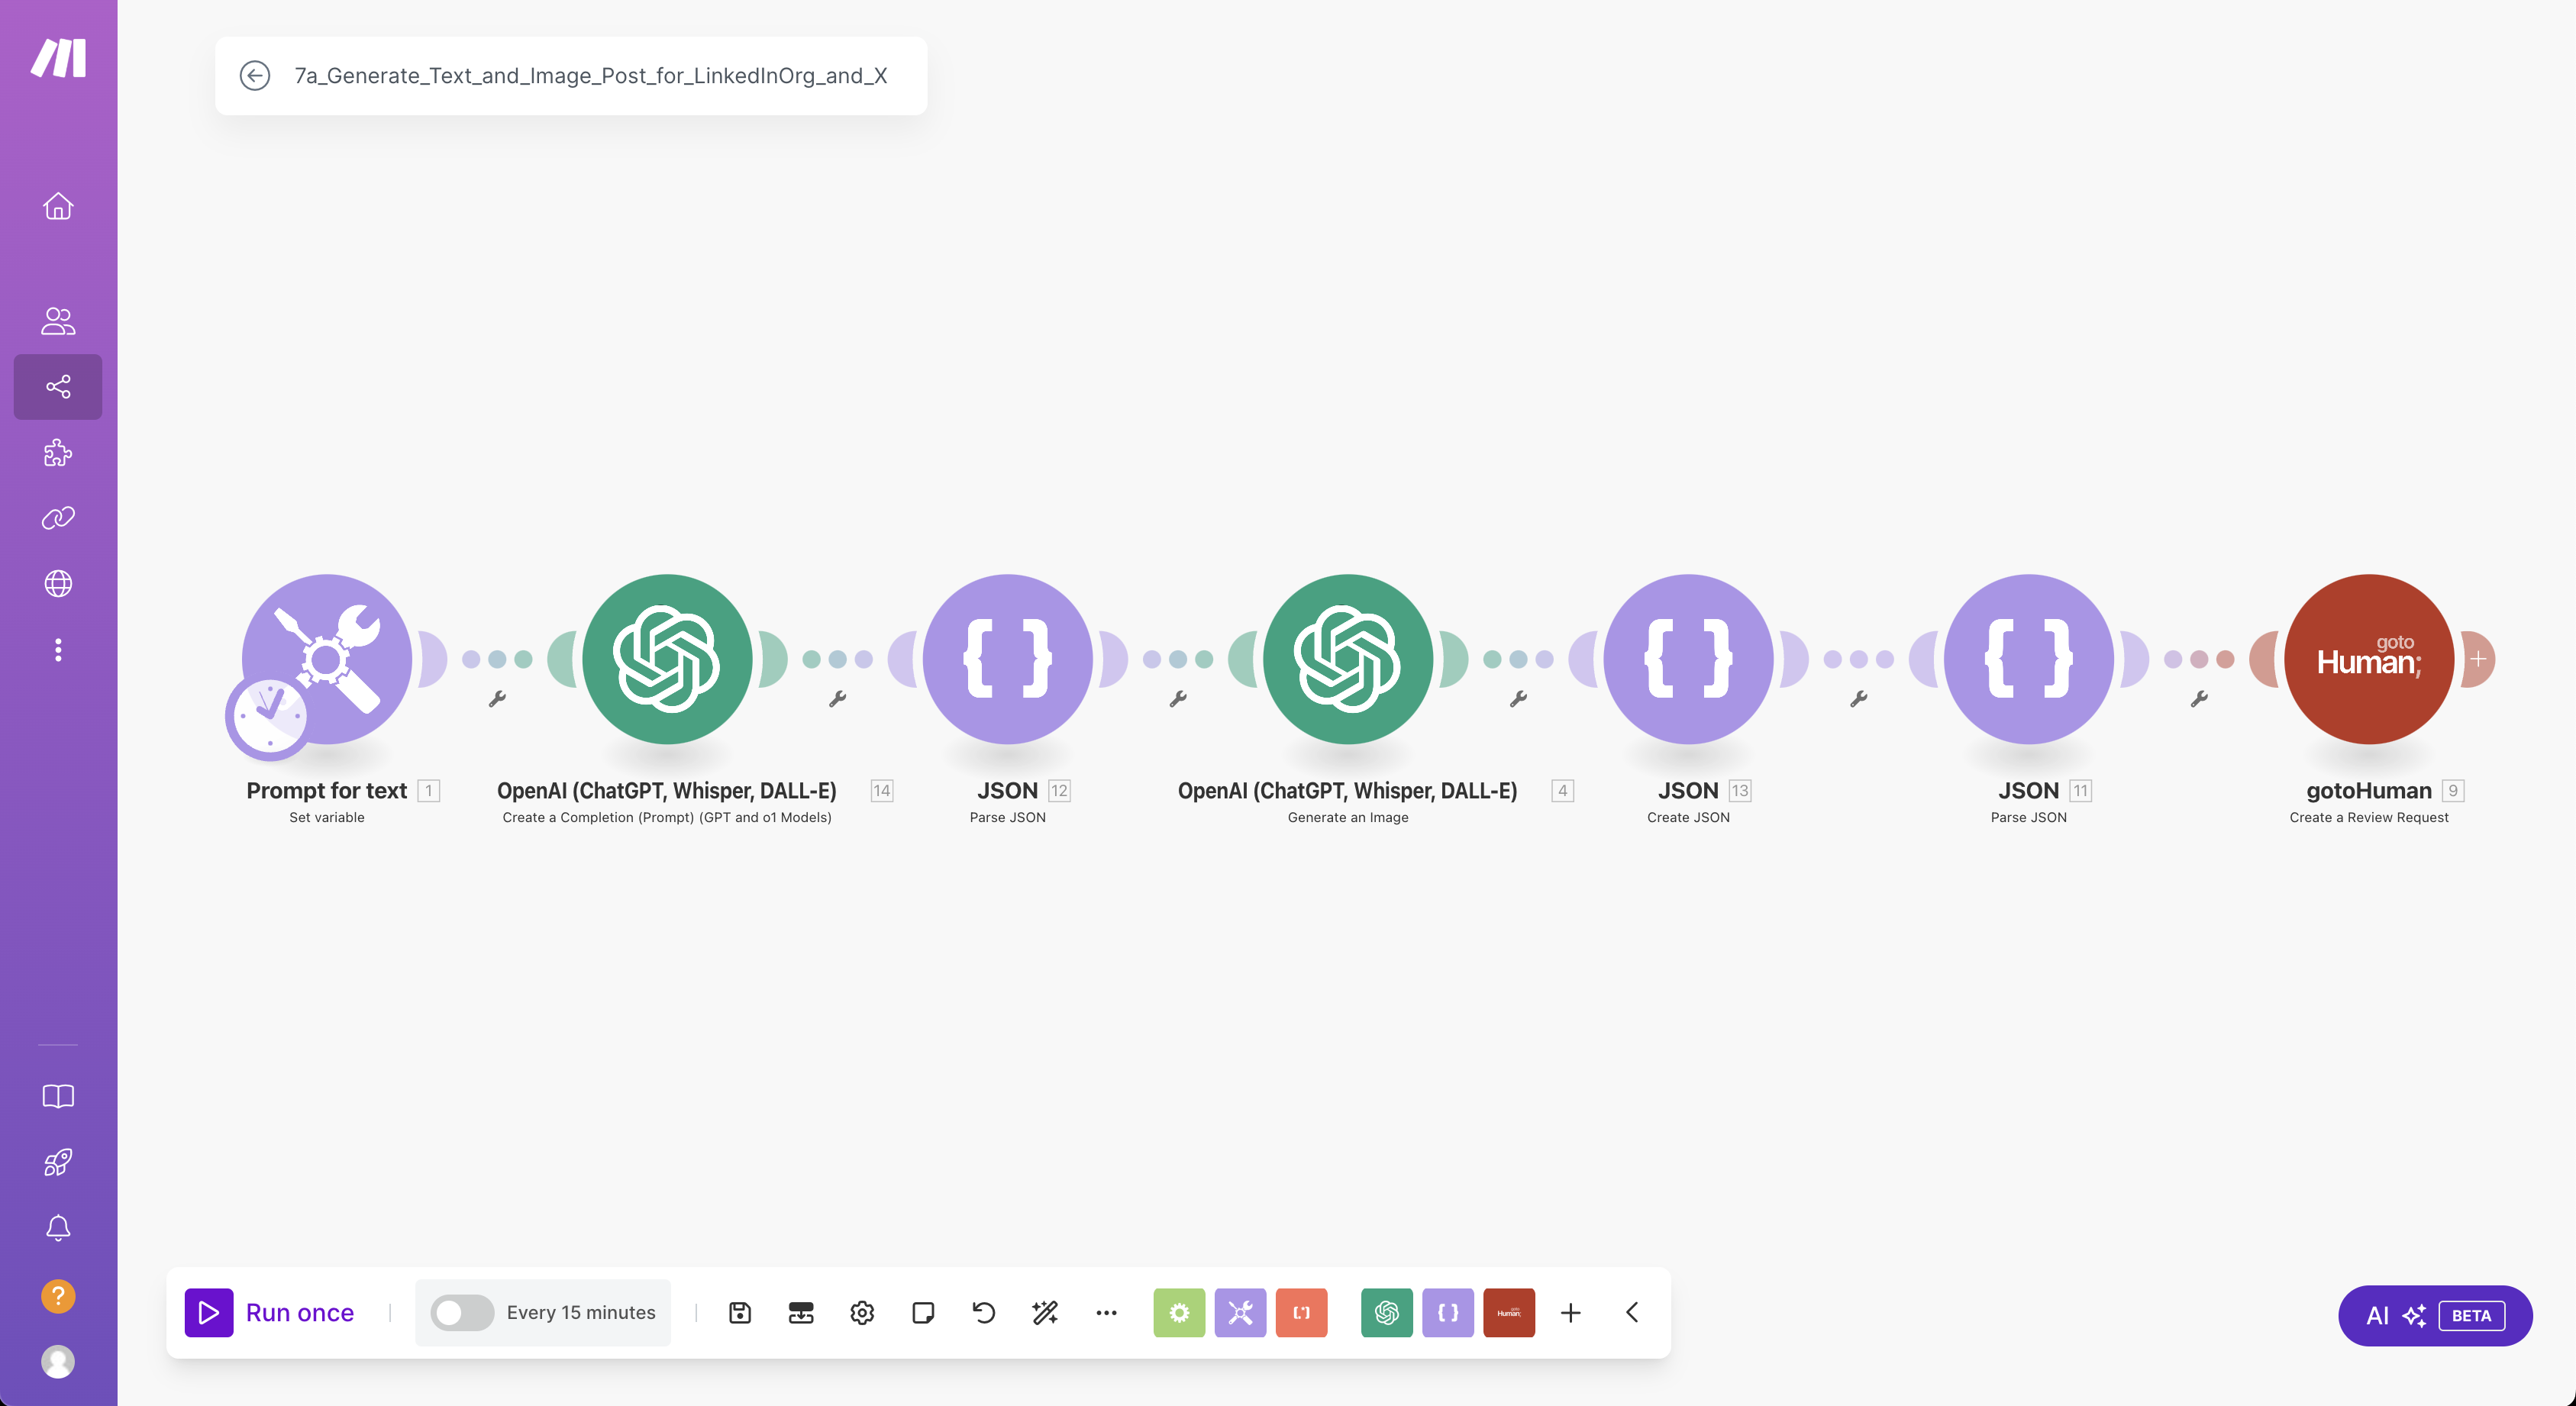 7a_Generate_Text_and_Image_Post_for_LinkedInOrg_and_X
goto
Human;
Prompt for text 1
Set variable
OpenAI (ChatGPT, Whisper, DALL-E) 14
Create a Completion (Prompt) (GPT and o1 Models)
JSON 12
Parse JSON
OpenAI (ChatGPT, Whisper, DALL-E) 4
Generate an Image
JSON 13
Create JSON
JSON 11
Parse JSON
gotoHuman 9
Create a Review Request
Run once
Every 15 minutes
goto
Human;
AI BETA